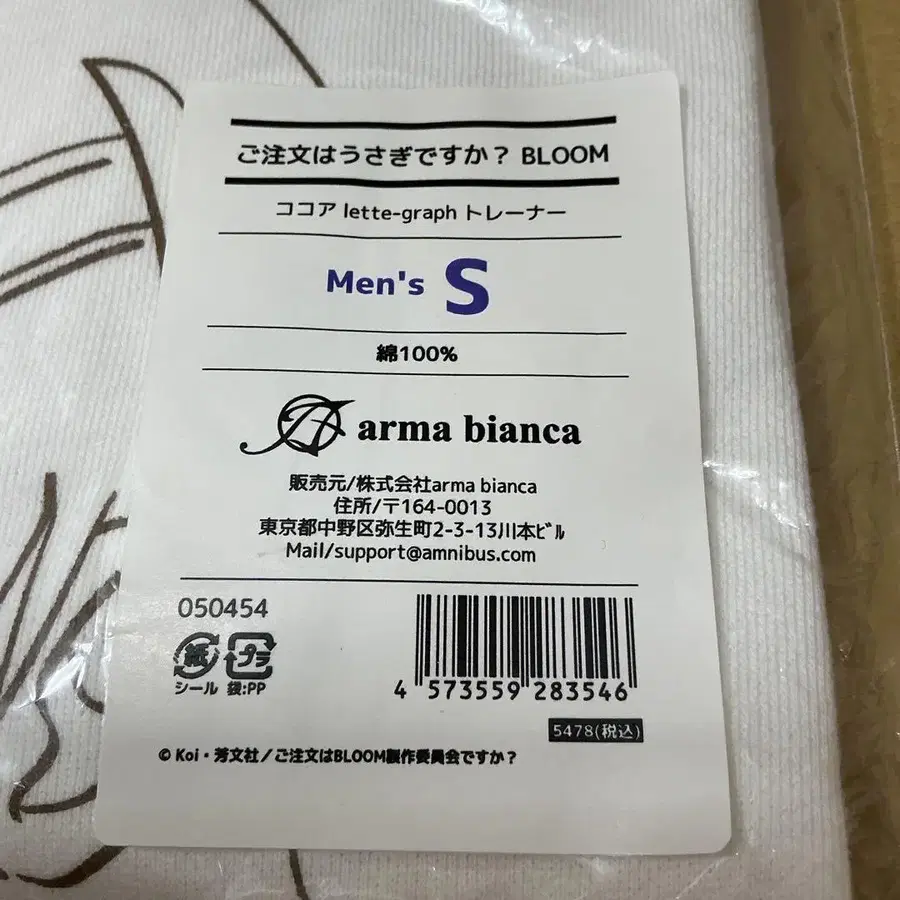 ご注文はうさぎですか? BLOOM
ココア lette-graph トレーナー
Men's S
綿100%
arma bianca
販売元/株式会社arma bianca
住所/〒164-0013
東京都中野区弥生町2-3-13川本ビル
Mail/support@amnibus.com
050454
紙 プラ
シール 袋:PP
4 573559 283546
5478(税込)
© Koi・芳文社/ご注文はBLOOM製作委員会ですか?